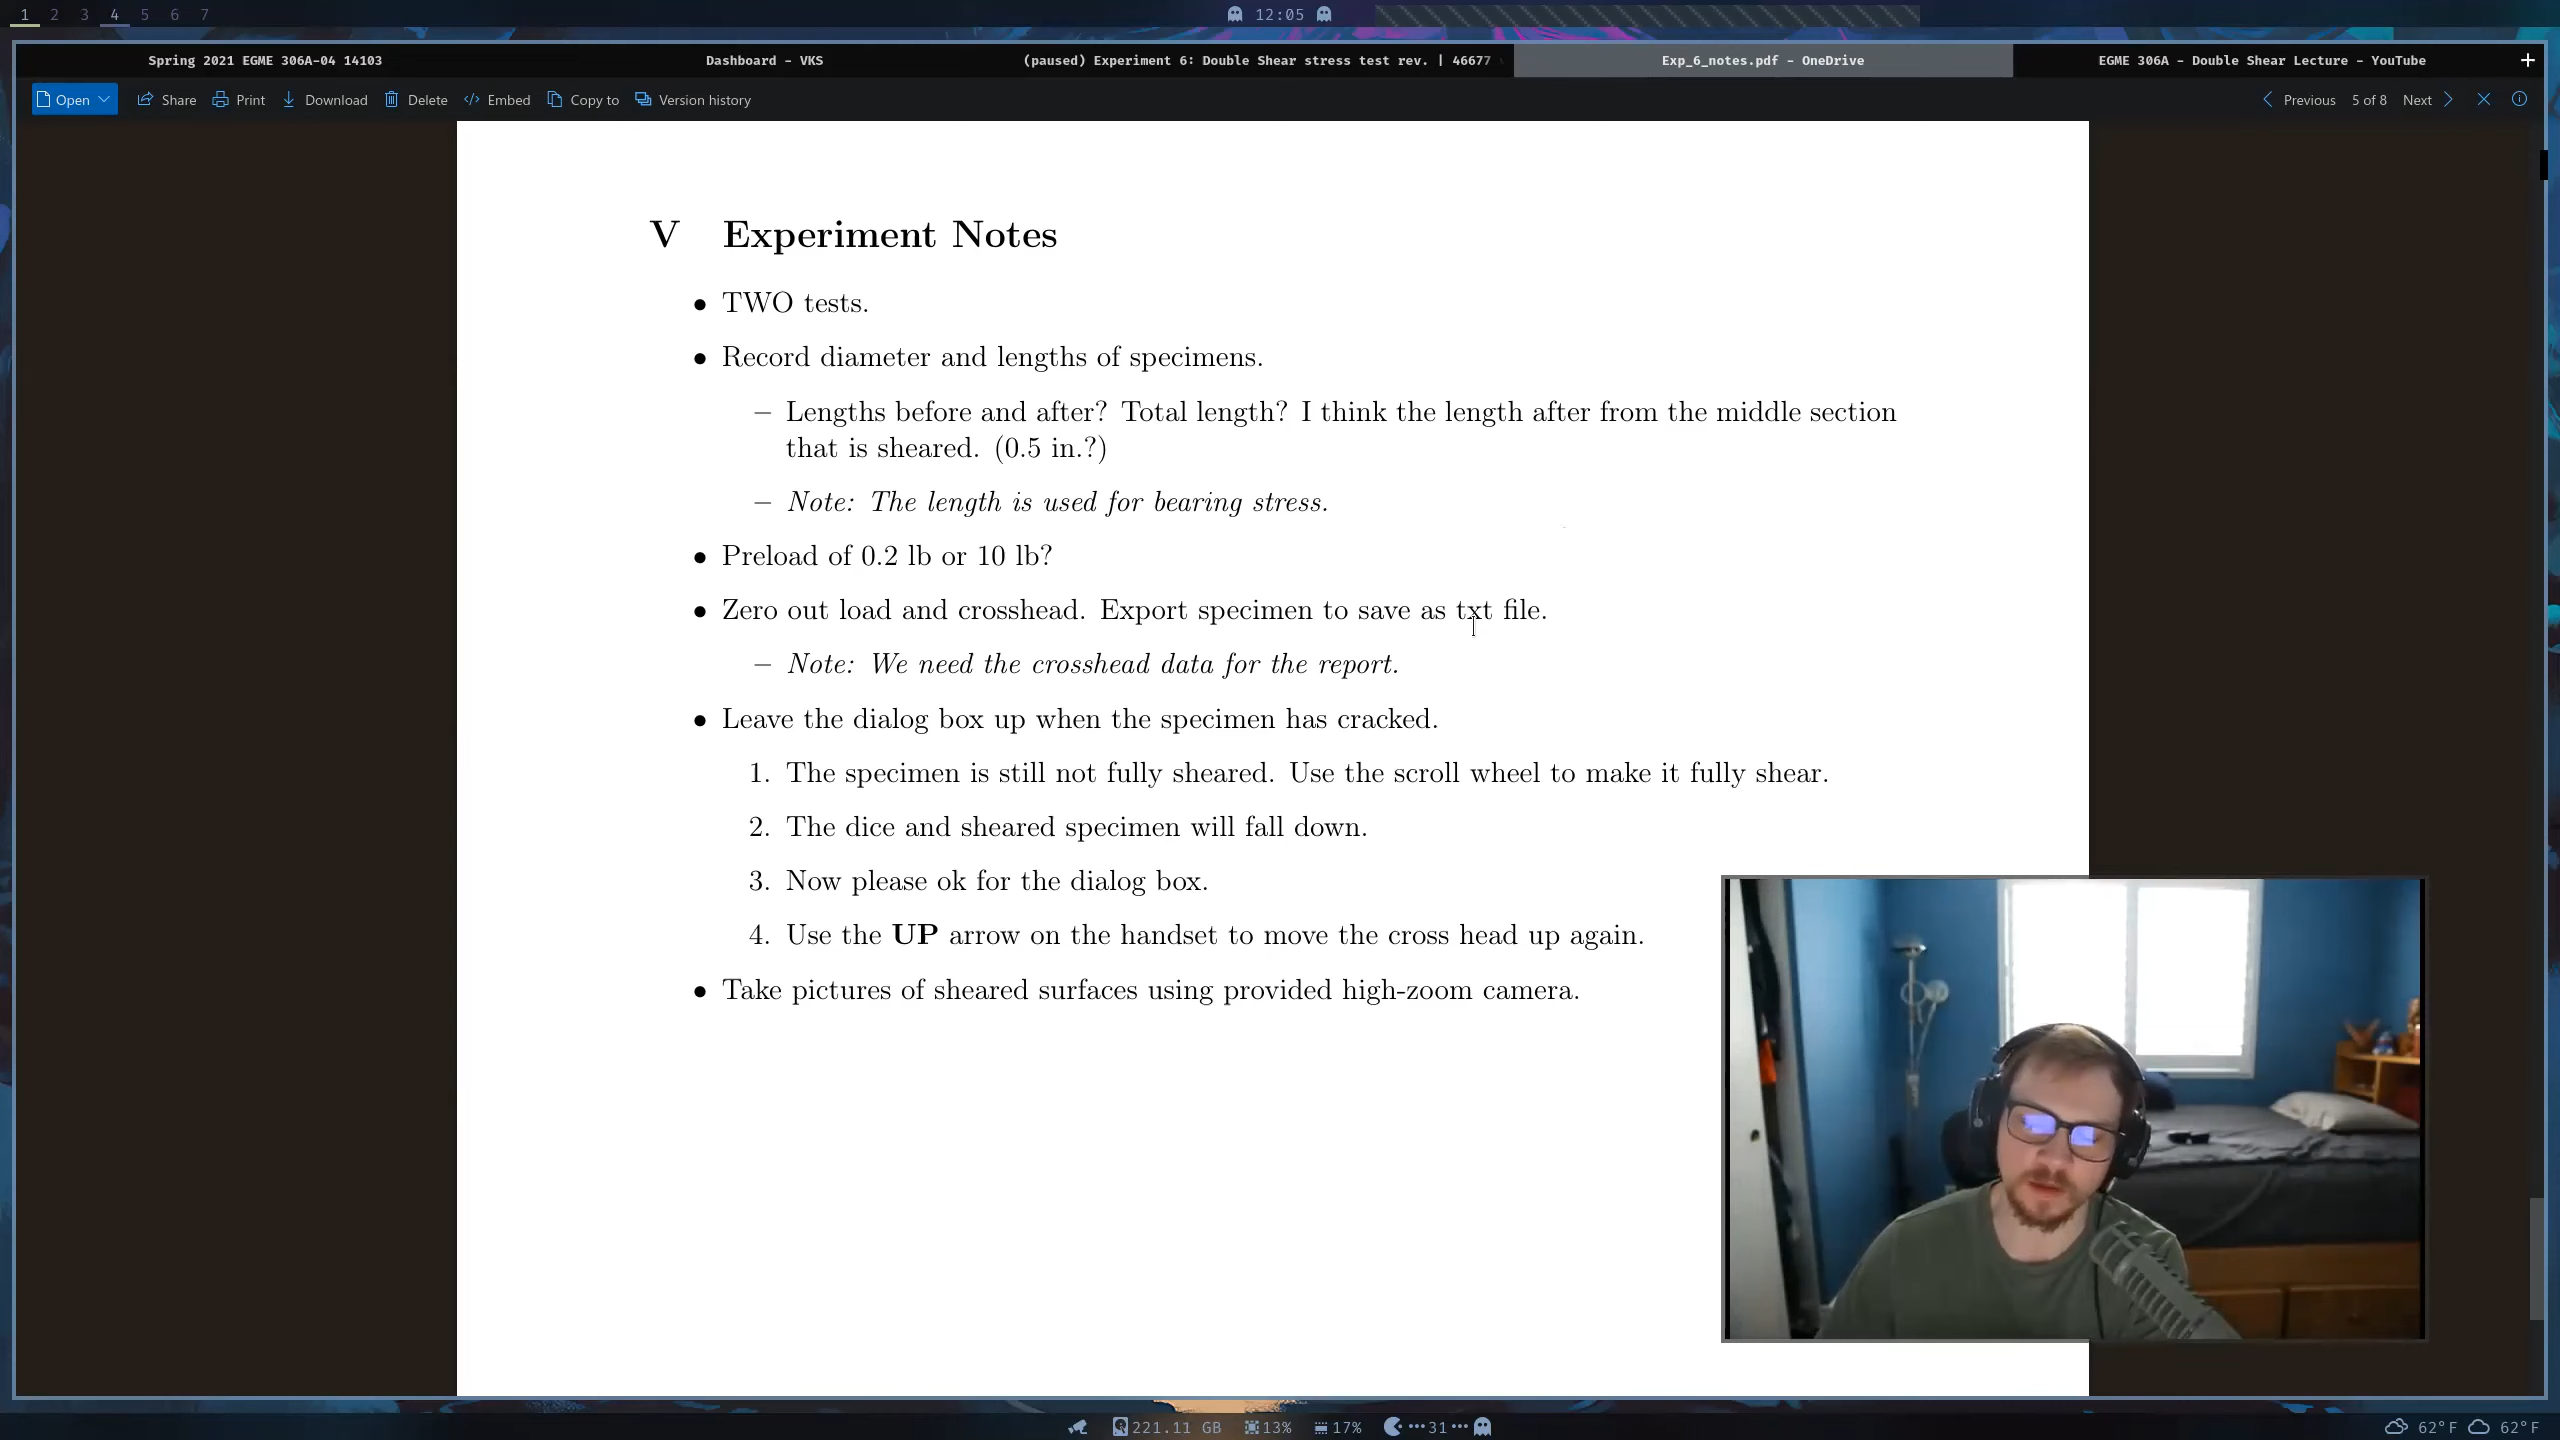 1 2 3 4 5 6 7
12:05
Spring 2021 EGME 306A-04 14103
Dashboard - VKS
(paused) Experiment 6: Double Shear stress test rev. | 46677
Exp_6_notes.pdf - OneDrive
EGME 306A - Double Shear Lecture - YouTube
+
Open Share Print Download Delete Embed Copy to Version history
Previous 5 of 8 Next
V Experiment Notes
• TWO tests.
• Record diameter and lengths of specimens.
– Lengths before and after? Total length? I think the length after from the middle section
that is sheared. (0.5 in.?)
– Note: The length is used for bearing stress.
• Preload of 0.2 lb or 10 lb?
• Zero out load and crosshead. Export specimen to save as txt file.
– Note: We need the crosshead data for the report.
• Leave the dialog box up when the specimen has cracked.
1. The specimen is still not fully sheared. Use the scroll wheel to make it fully shear.
2. The dice and sheared specimen will fall down.
3. Now please ok for the dialog box.
4. Use the UP arrow on the handset to move the cross head up again.
• Take pictures of sheared surfaces using provided high-zoom camera.
221.11 GB 13% 17% 31
62°F 62°F